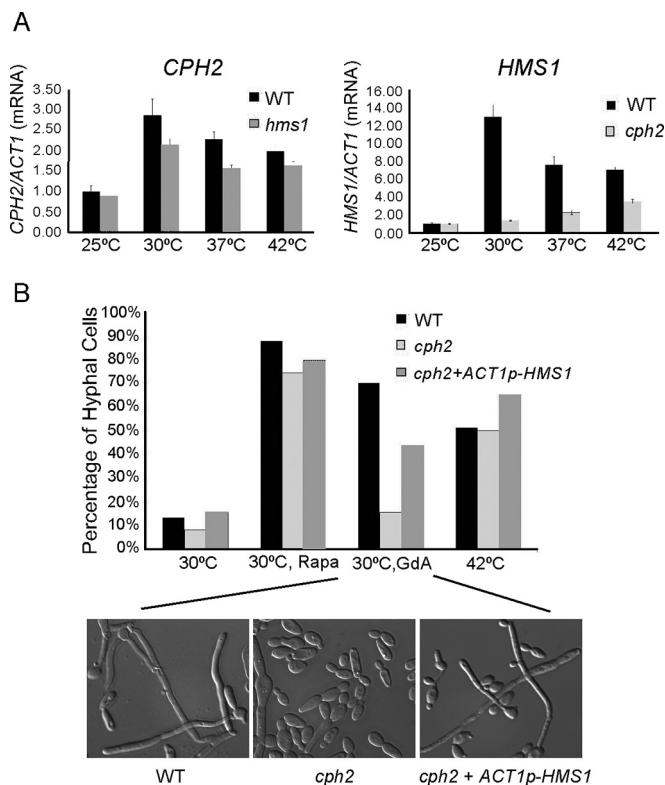 A
CPH2
HMS1
CPH2/ACT1 (mRNA)
3.50
3.00
2.50
2.00
1.50
1.00
0.50
0.00
WT
hms1
25ºC
30ºC
37ºC
42ºC
HMS1/ACT1 (mRNA)
16.00
14.00
12.00
10.00
8.00
6.00
4.00
2.00
0.00
WT
cph2
25ºC
30ºC
37ºC
42ºC
B
Percentage of Hyphal Cells
100%
90%
80%
70%
60%
50%
40%
30%
20%
10%
0%
WT
cph2
cph2+ACT1p-HMS1
30ºC
30ºC, Rapa
30ºC,GdA
42ºC
WT
cph2
cph2 + ACT1p-HMS1